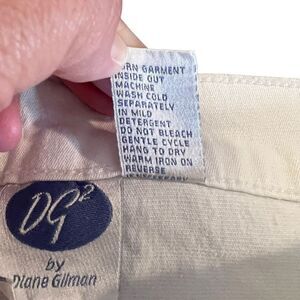 RN GARMENT
INSIDE OUT
MACHINE
WASH COLD
SEPARATELY
IN MILD
DETERGENT
DO NOT BLEACH
GENTLE CYCLE
HANG TO DRY
WARM IRON ON
REVERSE
DG2
by
Diane Gilman